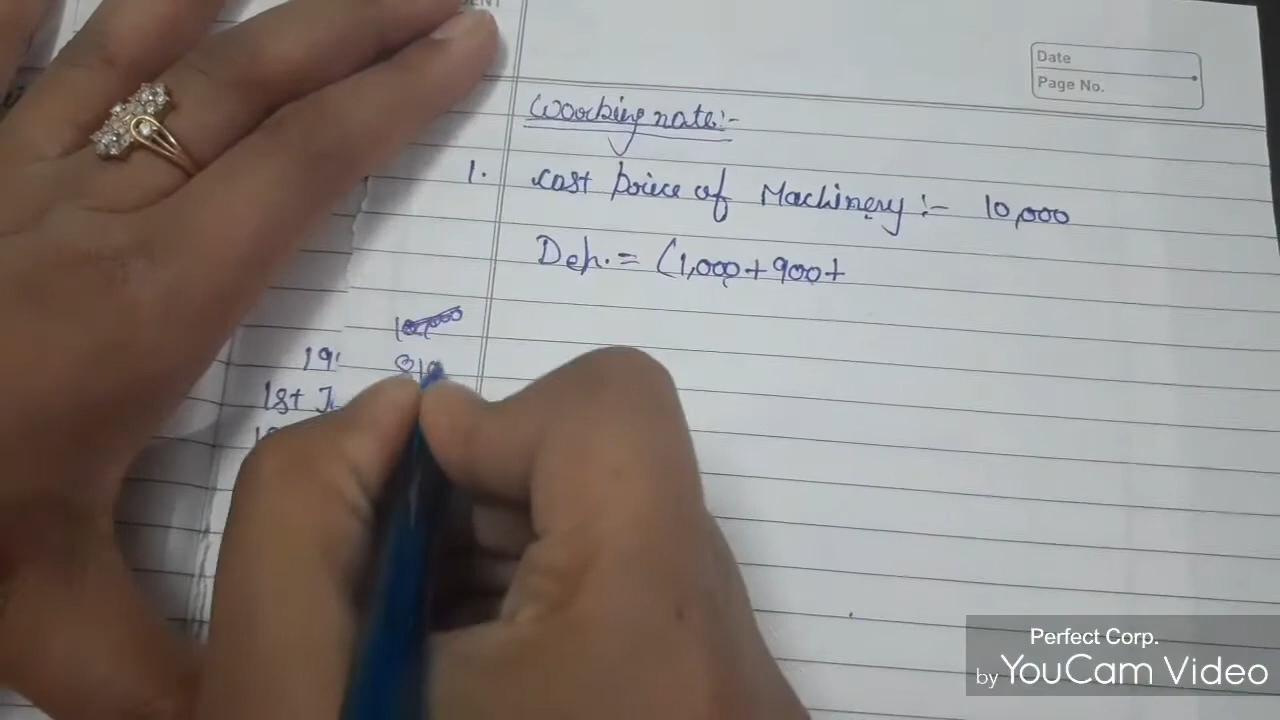 Date
Page No.
Working note:-
1. cost price of Machinery :- 10,000
Dep. = (1,000+900+
1st
Perfect Corp.
by YouCam Video